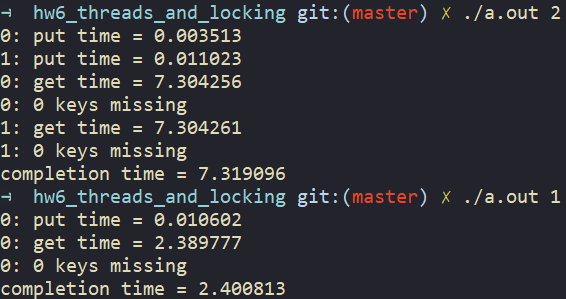 → hw6_threads_and_locking git:(master) ✗ ./a.out 2
0: put time = 0.003513
1: put time = 0.011023
0: get time = 7.304256
0: 0 keys missing
1: get time = 7.304261
1: 0 keys missing
completion time = 7.319096
→ hw6_threads_and_locking git:(master) ✗ ./a.out 1
0: put time = 0.010602
0: get time = 2.389777
0: 0 keys missing
completion time = 2.400813